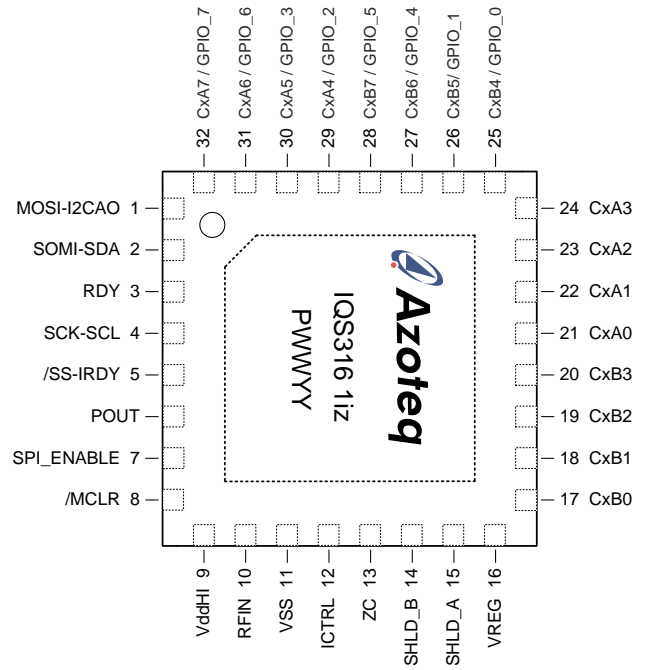 32 CxA7 / GPIO_7
31 CxA6 / GPIO_6
30 CxA5 / GPIO_3
29 CxA4 / GPIO_2
28 CxB7 / GPIO_5
27 CxB6 / GPIO_4
26 CxB5/ GPIO_1
25 CxB4 / GPIO_0
MOSI-I2CAO 1
SOMI-SDA 2
RDY 3
SCK-SCL 4
/SS-IRDY 5
POUT
SPI_ENABLE 7
/MCLR 8
Azoteq
IQS316 1iz
PWWYY
24 CxA3
23 CxA2
22 CxA1
21 CxA0
20 CxB3
19 CxB2
18 CxB1
17 CxB0
VddHI 9
RFIN 10
VSS 11
ICTRL 12
ZC 13
SHLD_B 14
SHLD_A 15
VREG 16